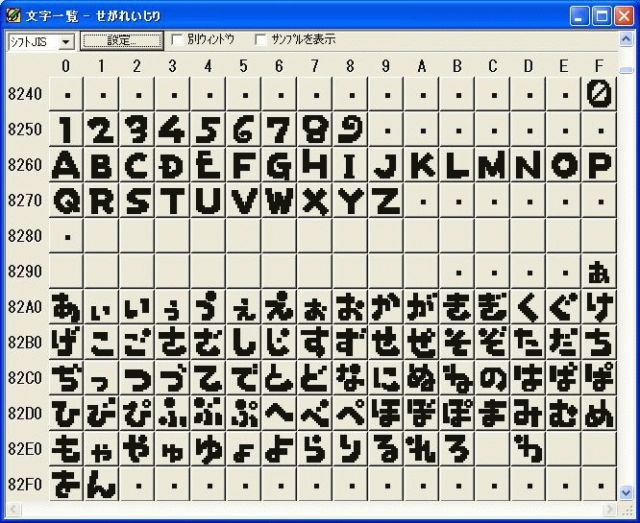 文字一覧 - せがれいじり
シフトJIS 設定... 別ウィンドウ サンプルを表示
0 1 2 3 4 5 6 7 8 9 A B C D E F
8240 · · · · · · · · · · · · · · · 0
8250 1 2 3 4 5 6 7 8 9 · · · · · · ·
8260 A B C D E F G H I J K L M N O P
8270 Q R S T U V W X Y Z · · · · · ·
8280 ·
8290 · · · · ぁ
82A0 あ ぃ い ぅ う ぇ え ぉ お か が き ぎ く ぐ け
82B0 げ こ ご さ ざ し じ す ず せ ぜ そ ぞ た だ ち
82C0 ぢ っ つ づ て で と ど な に ぬ ね の は ば ぱ
82D0 ひ び ぴ ふ ぶ ぷ へ べ ぺ ほ ぼ ぽ ま み む め
82E0 も ゃ や ゅ ゆ ょ よ ら り る れ ろ わ
82F0 を ん · · · · · · · · · · · · · ·